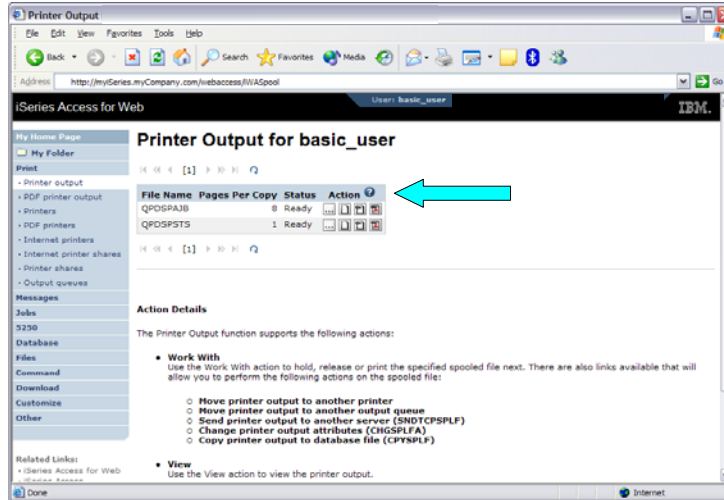 Printer Output
File Edit View Favorites Tools Help
Back Search Favorites Media
Address http://myiSeries.myCompany.com/webaccess/iWASpool Go
iSeries Access for Web
User: basic_user
IBM.
My Home Page
My Folder
Print
• Printer output
• PDF printer output
• Printers
• PDF printers
• Internet printers
• Internet printer shares
• Printer shares
• Output queues
Messages
Jobs
5250
Database
Files
Command
Download
Customize
Other
Related Links:
• iSeries Access for Web
• iSeries Access
Printer Output for basic_user
[1]
File Name Pages Per Copy Status Action ?
QPDSPAJB 8 Ready ...
QPDSPSTS 1 Ready ...
[1]
Action Details
The Printer Output function supports the following actions:
• Work With
Use the Work With action to hold, release or print the specified spooled file next. There are also links available that will
allow you to perform the following actions on the spooled file:
Move printer output to another printer
Move printer output to another output queue
Send printer output to another server (SNDTCPSPLF)
Change printer output attributes (CHGSPLFA)
Copy printer output to database file (CPYSPLF)
• View
Use the View action to view the printer output.
Done
Internet